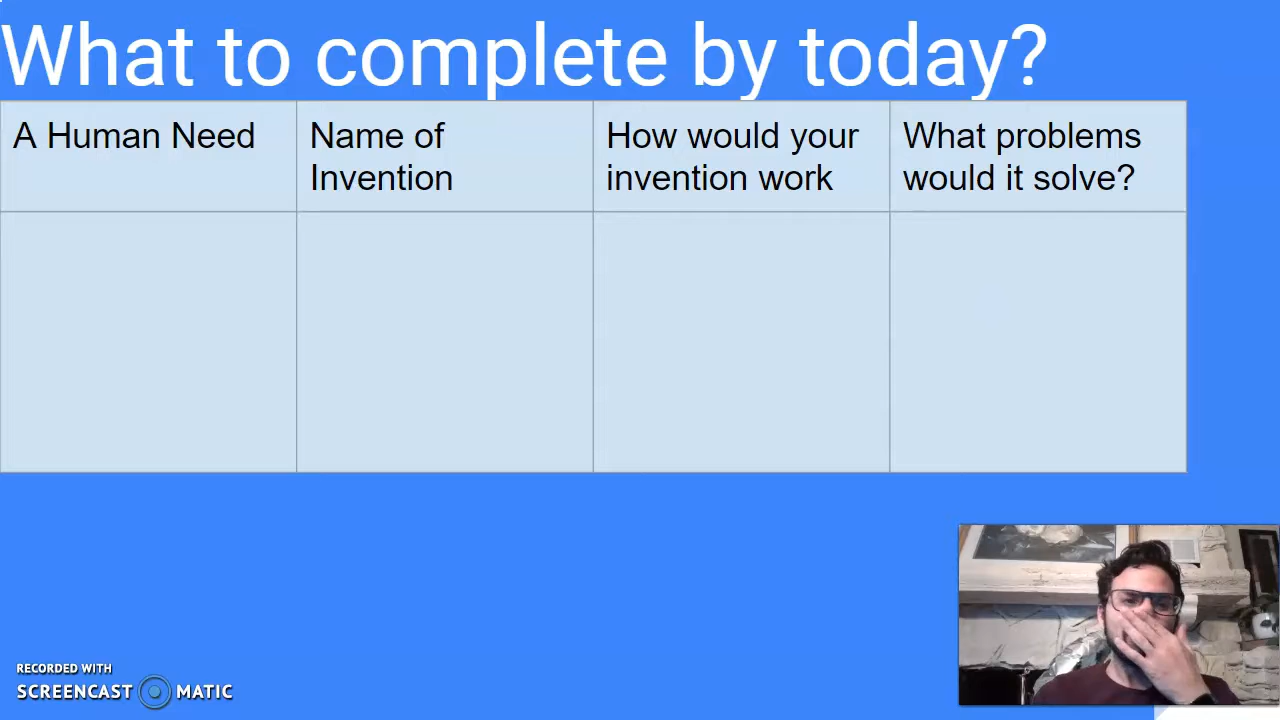 What to complete by today?
A Human Need
Name of
Invention
How would your
invention work
What problems
would it solve?
RECORDED WITH
SCREENCAST MATIC